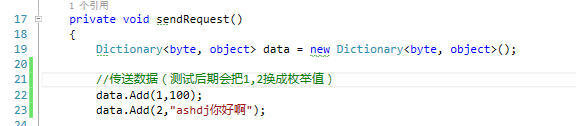 1 个引用
17 private void sendRequest()
18 {
19 Dictionary<byte, object> data = new Dictionary<byte, object>();
20
21 //传送数据（测试后期会把1,2换成枚举值）
22 data.Add(1,100);
23 data.Add(2,"ashdj你好啊");